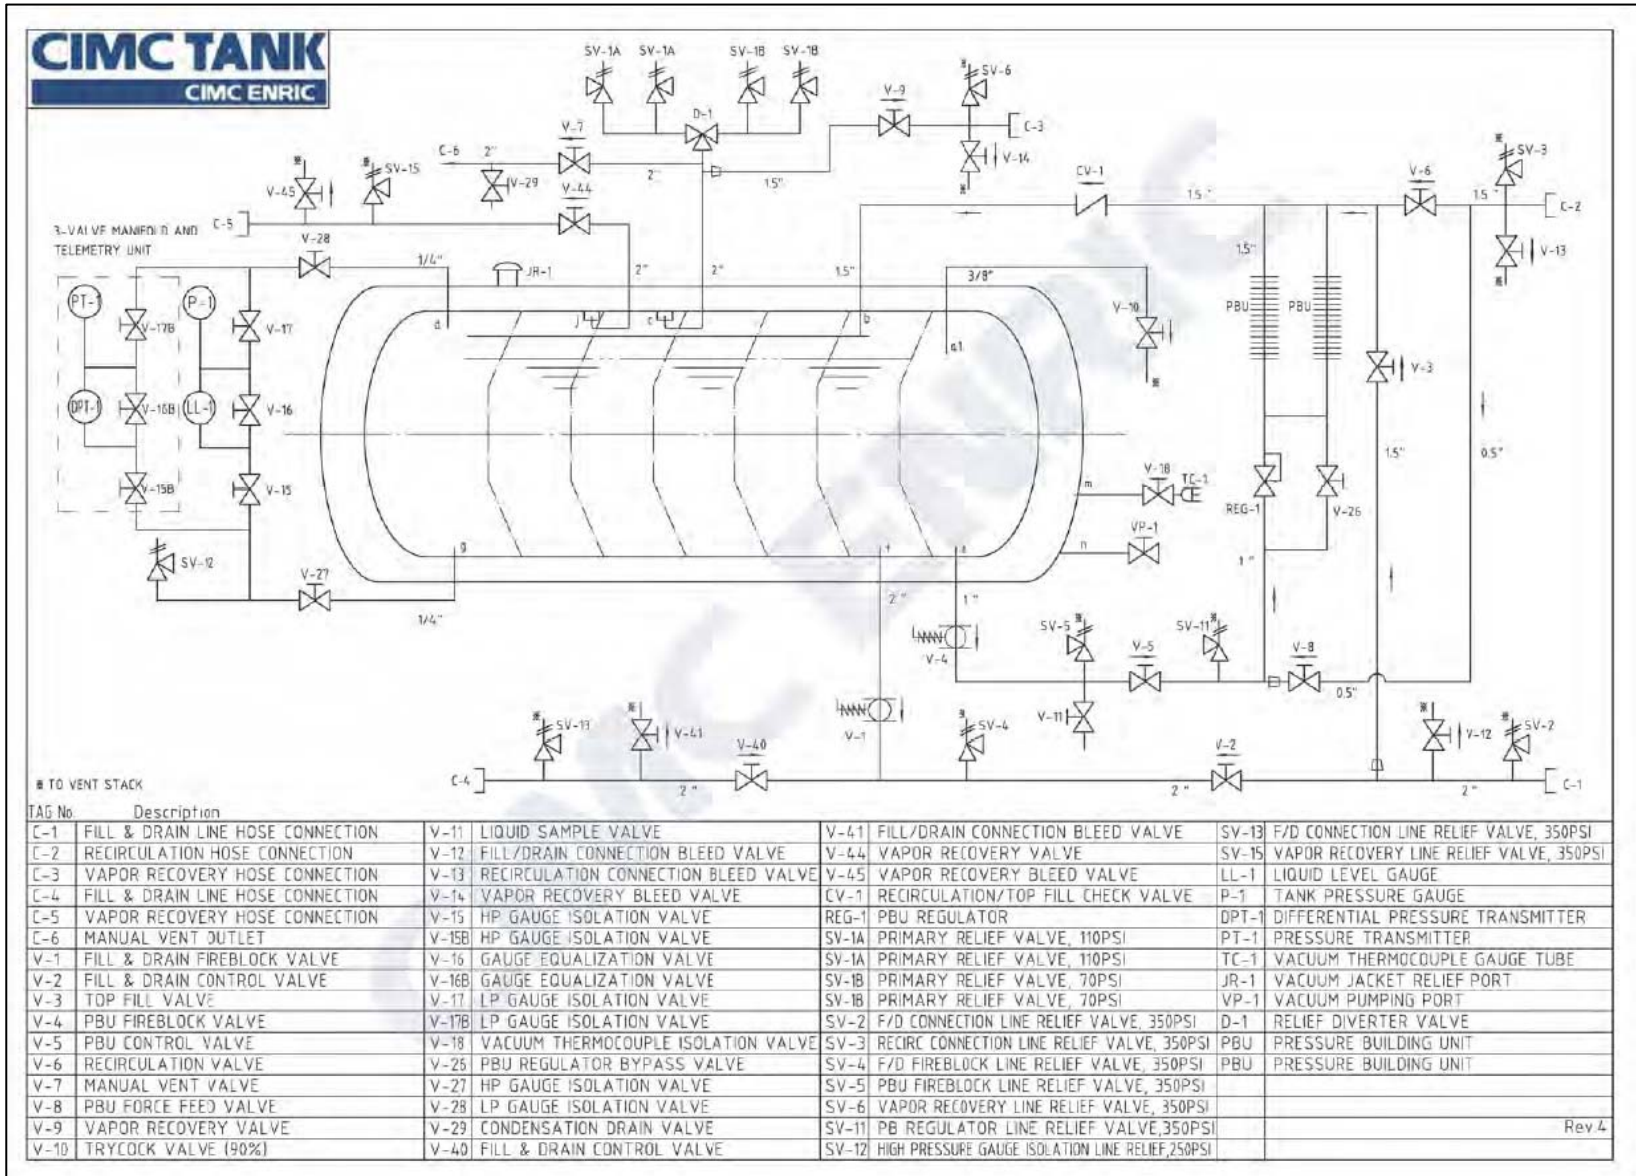 CIMC TANK
CIMC ENRIC
SV-1A SV-1A SV-1B SV-1B
SV-6
V-9
D-1
C-3
V-7
C-6
2"
V-29
2"
1.5"
V-14
SV-3
V-45
SV-15
V-44
CV-1
1.5"
V-6
1.5"
C-2
C-5
3-VALVE MANIFOLD AND
TELEMETRY UNIT
V-28
1/4"
JR-1
2"
2"
1.5"
3/8"
1.5"
V-13
PT-1
P-1
V-17B
V-17
d
j
c
b
a1
V-10
PBU
PBU
V-3
DPT-1
V-16B
LL-1
V-16
1.5"
0.5"
V-15B
V-15
m
V-18
TC-1
REG-1
V-26
SV-12
V-27
g
n
VP-1
1"
1/4"
2"
1"
V-4
SV-5
V-5
SV-11
V-8
0.5"
V-11
V-1
SV-13
V-41
V-40
SV-4
V-2
V-12
SV-2
C-4
2"
2"
2"
C-1
※ TO VENT STACK
TAG No. Description
C-1 FILL & DRAIN LINE HOSE CONNECTION V-11 LIQUID SAMPLE VALVE V-41 FILL/DRAIN CONNECTION BLEED VALVE SV-13 F/D CONNECTION LINE RELIEF VALVE, 350PSI
C-2 RECIRCULATION HOSE CONNECTION V-12 FILL/DRAIN CONNECTION BLEED VALVE V-44 VAPOR RECOVERY VALVE SV-15 VAPOR RECOVERY LINE RELIEF VALVE, 350PSI
C-3 VAPOR RECOVERY HOSE CONNECTION V-13 RECIRCULATION CONNECTION BLEED VALVE V-45 VAPOR RECOVERY BLEED VALVE LL-1 LIQUID LEVEL GAUGE
C-4 FILL & DRAIN LINE HOSE CONNECTION V-14 VAPOR RECOVERY BLEED VALVE CV-1 RECIRCULATION/TOP FILL CHECK VALVE P-1 TANK PRESSURE GAUGE
C-5 VAPOR RECOVERY HOSE CONNECTION V-15 HP GAUGE ISOLATION VALVE REG-1 PBU REGULATOR DPT-1 DIFFERENTIAL PRESSURE TRANSMITTER
C-6 MANUAL VENT OUTLET V-15B HP GAUGE ISOLATION VALVE SV-1A PRIMARY RELIEF VALVE, 110PSI PT-1 PRESSURE TRANSMITTER
V-1 FILL & DRAIN FIREBLOCK VALVE V-16 GAUGE EQUALIZATION VALVE SV-1A PRIMARY RELIEF VALVE, 110PSI TC-1 VACUUM THERMOCOUPLE GAUGE TUBE
V-2 FILL & DRAIN CONTROL VALVE V-16B GAUGE EQUALIZATION VALVE SV-1B PRIMARY RELIEF VALVE, 70PSI JR-1 VACUUM JACKET RELIEF PORT
V-3 TOP FILL VALVE V-17 LP GAUGE ISOLATION VALVE SV-1B PRIMARY RELIEF VALVE, 70PSI VP-1 VACUUM PUMPING PORT
V-4 PBU FIREBLOCK VALVE V-17B LP GAUGE ISOLATION VALVE SV-2 F/D CONNECTION LINE RELIEF VALVE, 350PSI D-1 RELIEF DIVERTER VALVE
V-5 PBU CONTROL VALVE V-18 VACUUM THERMOCOUPLE ISOLATION VALVE SV-3 RECIRC CONNECTION LINE RELIEF VALVE, 350PSI PBU PRESSURE BUILDING UNIT
V-6 RECIRCULATION VALVE V-26 PBU REGULATOR BYPASS VALVE SV-4 F/D FIREBLOCK LINE RELIEF VALVE, 350PSI PBU PRESSURE BUILDING UNIT
V-7 MANUAL VENT VALVE V-27 HP GAUGE ISOLATION VALVE SV-5 PBU FIREBLOCK LINE RELIEF VALVE, 350PSI
V-8 PBU FORCE FEED VALVE V-28 LP GAUGE ISOLATION VALVE SV-6 VAPOR RECOVERY LINE RELIEF VALVE, 350PSI
V-9 VAPOR RECOVERY VALVE V-29 CONDENSATION DRAIN VALVE SV-11 PB REGULATOR LINE RELIEF VALVE,350PSI Rev.4
V-10 TRYCOCK VALVE (90%) V-40 FILL & DRAIN CONTROL VALVE SV-12 HIGH PRESSURE GAUGE ISOLATION LINE RELIEF,250PSI
CIMC ENRIC